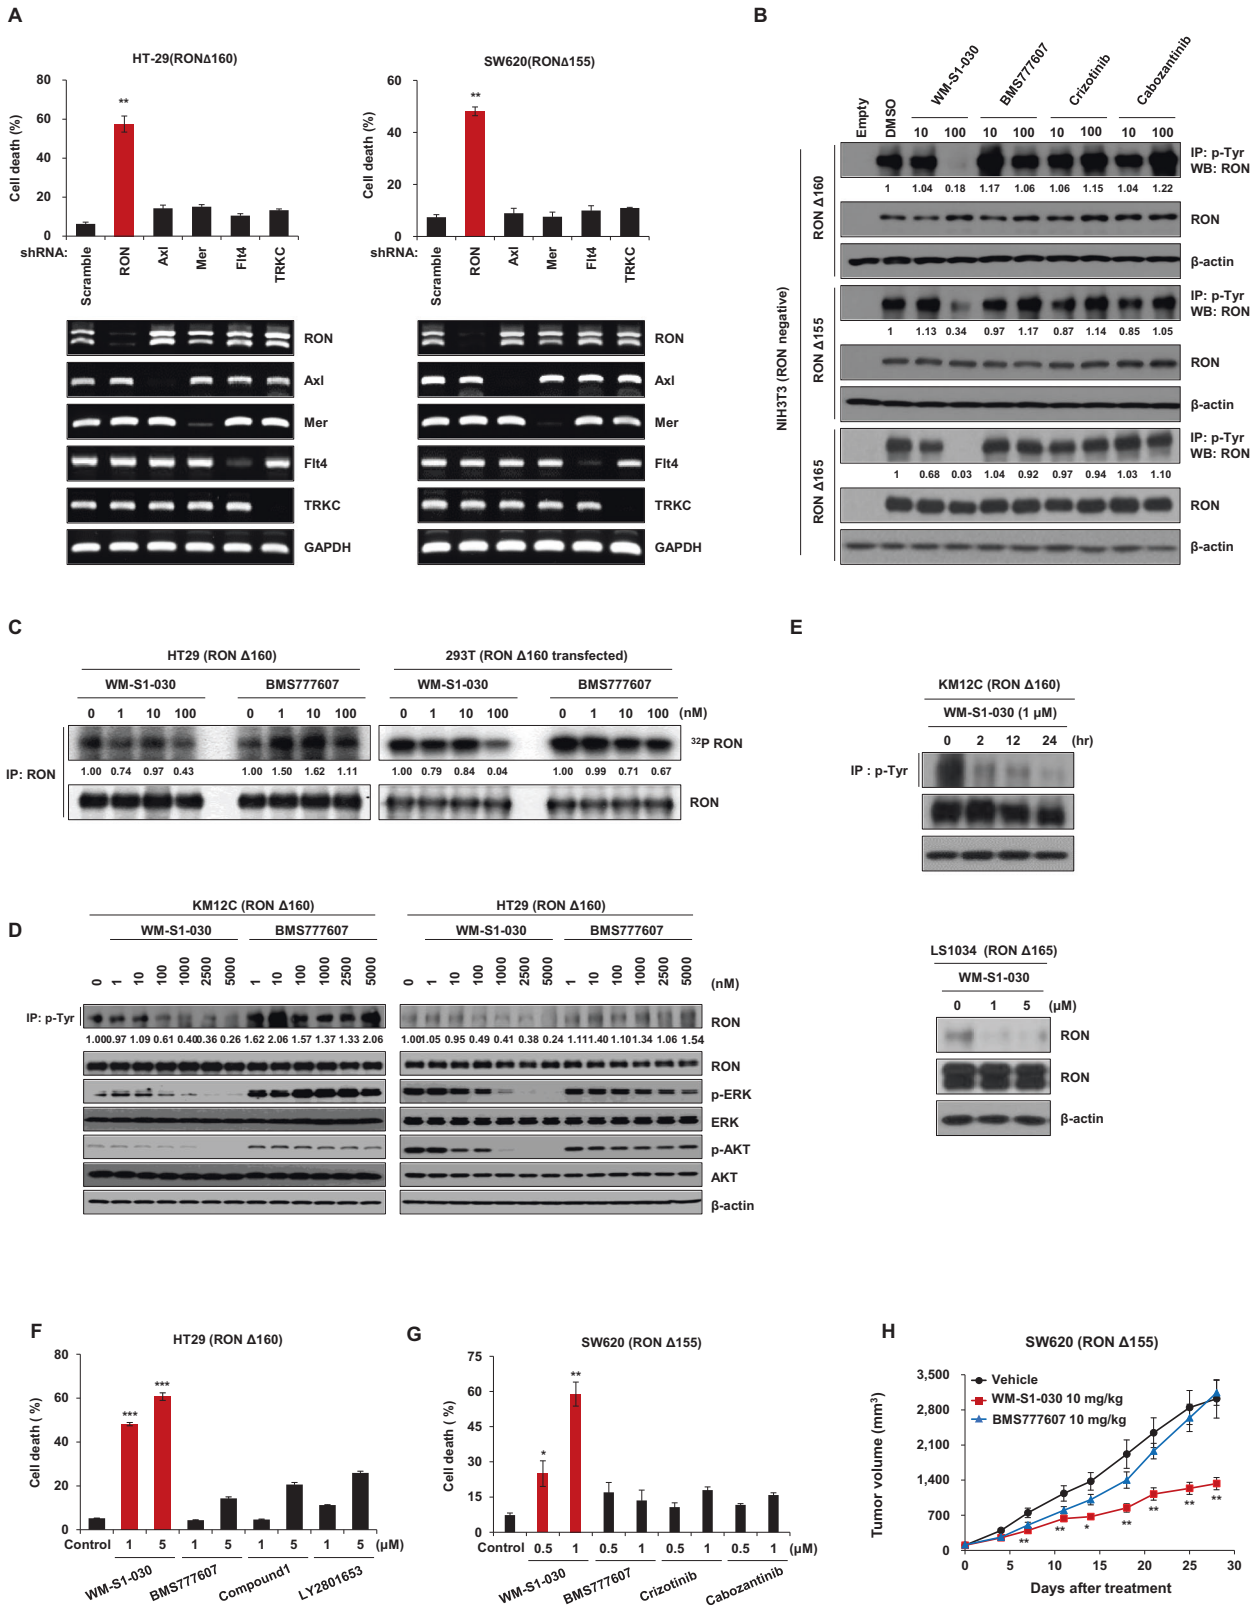 A
HT-29(RONΔ160)
Cell death (%)
80
60
40
20
0
**
shRNA:
Scramble
RON
Axl
Mer
Flt4
TRKC
RON
Axl
Mer
Flt4
TRKC
GAPDH
SW620(RONΔ155)
Cell death (%)
60
40
20
0
**
Scramble
RON
Axl
Mer
Flt4
TRKC
RON
Axl
Mer
Flt4
TRKC
GAPDH
B
Empty
DMSO
WM-S1-030
BMS777607
Crizotinib
Cabozantinib
10 100 10 100 10 100 10 100
NIH3T3 (RON negative)
RON Δ160
IP: p-Tyr
WB: RON
1 1.04 0.18 1.17 1.06 1.06 1.15 1.04 1.22
RON
β-actin
RON Δ155
IP: p-Tyr
WB: RON
1 1.13 0.34 0.97 1.17 0.87 1.14 0.85 1.05
RON
β-actin
RON Δ165
IP: p-Tyr
WB: RON
1 0.68 0.03 1.04 0.92 0.97 0.94 1.03 1.10
RON
β-actin
C
HT29 (RON Δ160)
293T (RON Δ160 transfected)
WM-S1-030 BMS777607 WM-S1-030 BMS777607
0 1 10 100 0 1 10 100 0 1 10 100 0 1 10 100 (nM)
IP: RON
³²P RON
1.00 0.74 0.97 0.43 1.00 1.50 1.62 1.11 1.00 0.79 0.84 0.04 1.00 0.99 0.71 0.67
RON
E
KM12C (RON Δ160)
WM-S1-030 (1 µM)
0 2 12 24 (hr)
IP : p-Tyr
LS1034 (RON Δ165)
WM-S1-030
0 1 5 (µM)
RON
RON
β-actin
D
KM12C (RON Δ160)
HT29 (RON Δ160)
WM-S1-030 BMS777607 WM-S1-030 BMS777607
0 1 10 100 1000 2500 5000 1 10 100 1000 2500 5000 0 1 10 100 1000 2500 5000 1 10 100 1000 2500 5000 (nM)
IP: p-Tyr
RON
1.00 0.97 1.09 0.61 0.40 0.36 0.26 1.62 2.06 1.57 1.37 1.33 2.06 1.00 1.05 0.95 0.49 0.41 0.38 0.24 1.11 1.40 1.10 1.34 1.06 1.54
RON
p-ERK
ERK
p-AKT
AKT
β-actin
F
HT29 (RON Δ160)
Cell death ( %)
80
60
40
20
0
***
***
Control 1 5 1 5 1 5 1 5 (µM)
WM-S1-030
BMS777607
Compound1
LY2801653
G
SW620 (RON Δ155)
Cell death ( %)
75
60
45
30
15
0
*
**
Control 0.5 1 0.5 1 0.5 1 0.5 1 (µM)
WM-S1-030
BMS777607
Crizotinib
Cabozantinib
H
SW620 (RON Δ155)
Tumor volume (mm³)
3,500
2,800
2,100
1,400
700
0
Vehicle
WM-S1-030 10 mg/kg
BMS777607 10 mg/kg
** ** * ** ** ** **
0 5 10 15 20 25 30
Days after treatment